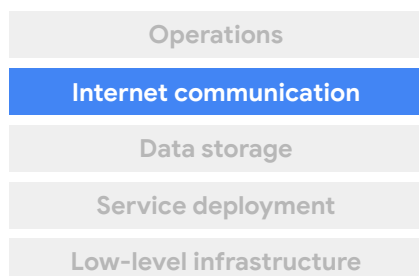 Operations
Internet communication
Data storage
Service deployment
Low-level infrastructure